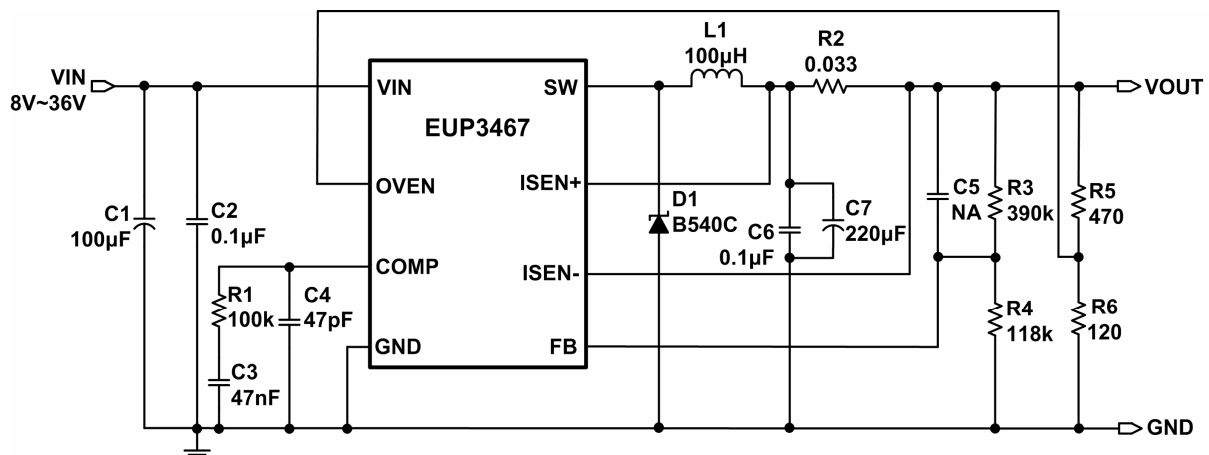 L1
100μH
R2
0.033
VIN
8V~36V
VIN
SW
VOUT
EUP3467
OVEN
ISEN+
C1
100μF
C2
0.1μF
D1
B540C
C6
0.1μF
C7
220μF
C5
NA
R3
390k
R5
470
COMP
ISEN-
R1
100k
C4
47pF
R4
118k
R6
120
GND
FB
C3
47nF
GND